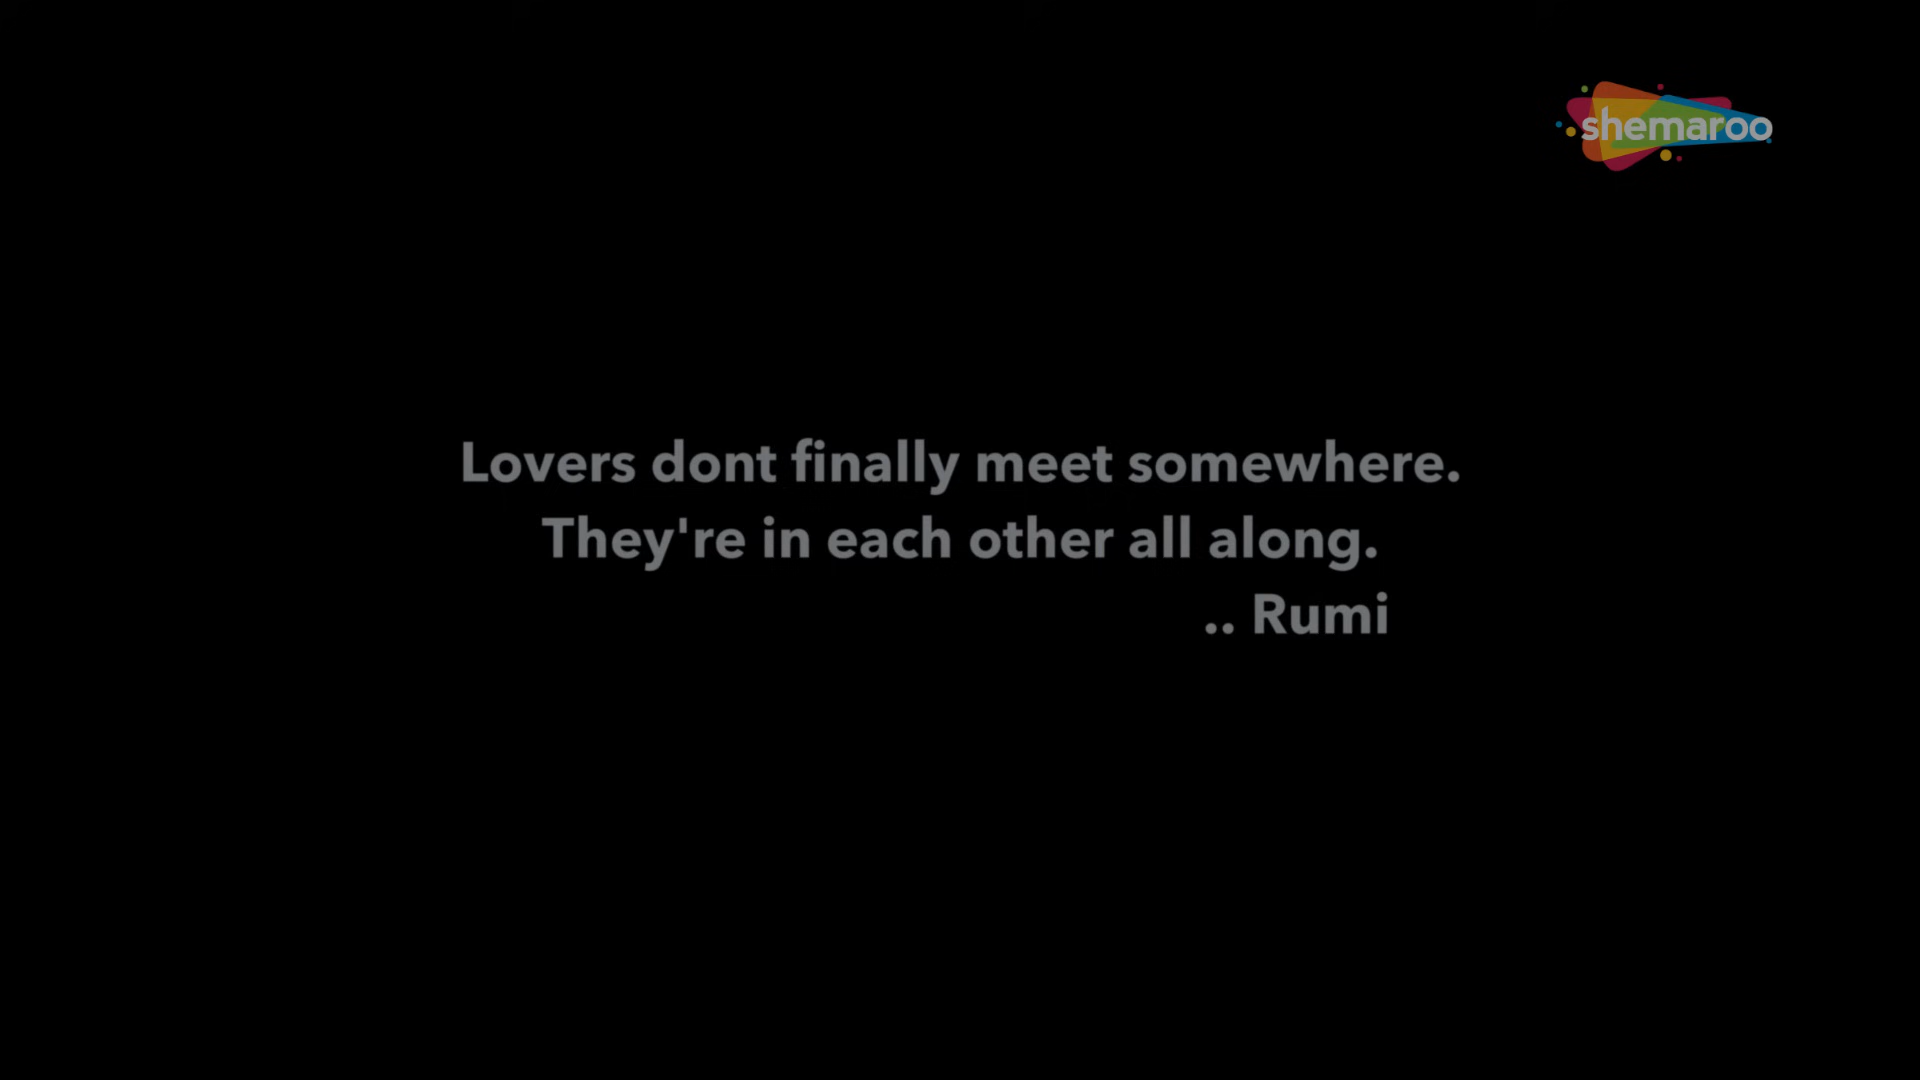 shemaroo
Lovers dont finally meet somewhere.
They're in each other all along.
.. Rumi